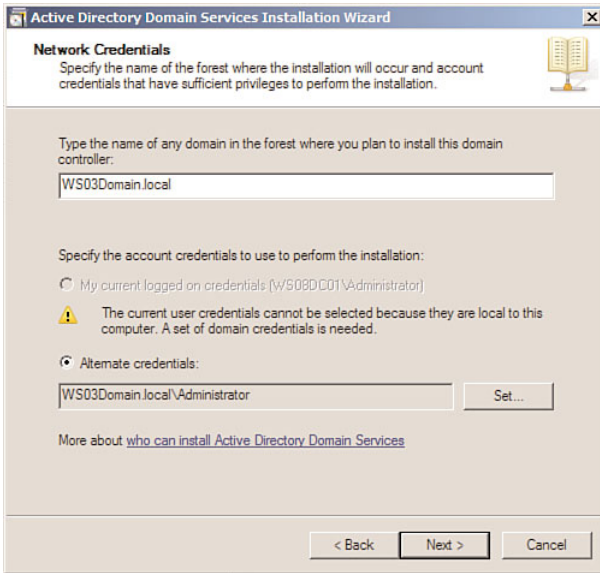 Active Directory Domain Services Installation Wizard
Network Credentials
Specify the name of the forest where the installation will occur and account
credentials that have sufficient privileges to perform the installation.
Type the name of any domain in the forest where you plan to install this domain
controller:
WS03Domain.local
Specify the account credentials to use to perform the installation:
My current logged on credentials (WS08DC01\Administrator)
The current user credentials cannot be selected because they are local to this
computer. A set of domain credentials is needed.
Alternate credentials:
WS03Domain.local\Administrator
Set...
More about who can install Active Directory Domain Services
< Back
Next >
Cancel